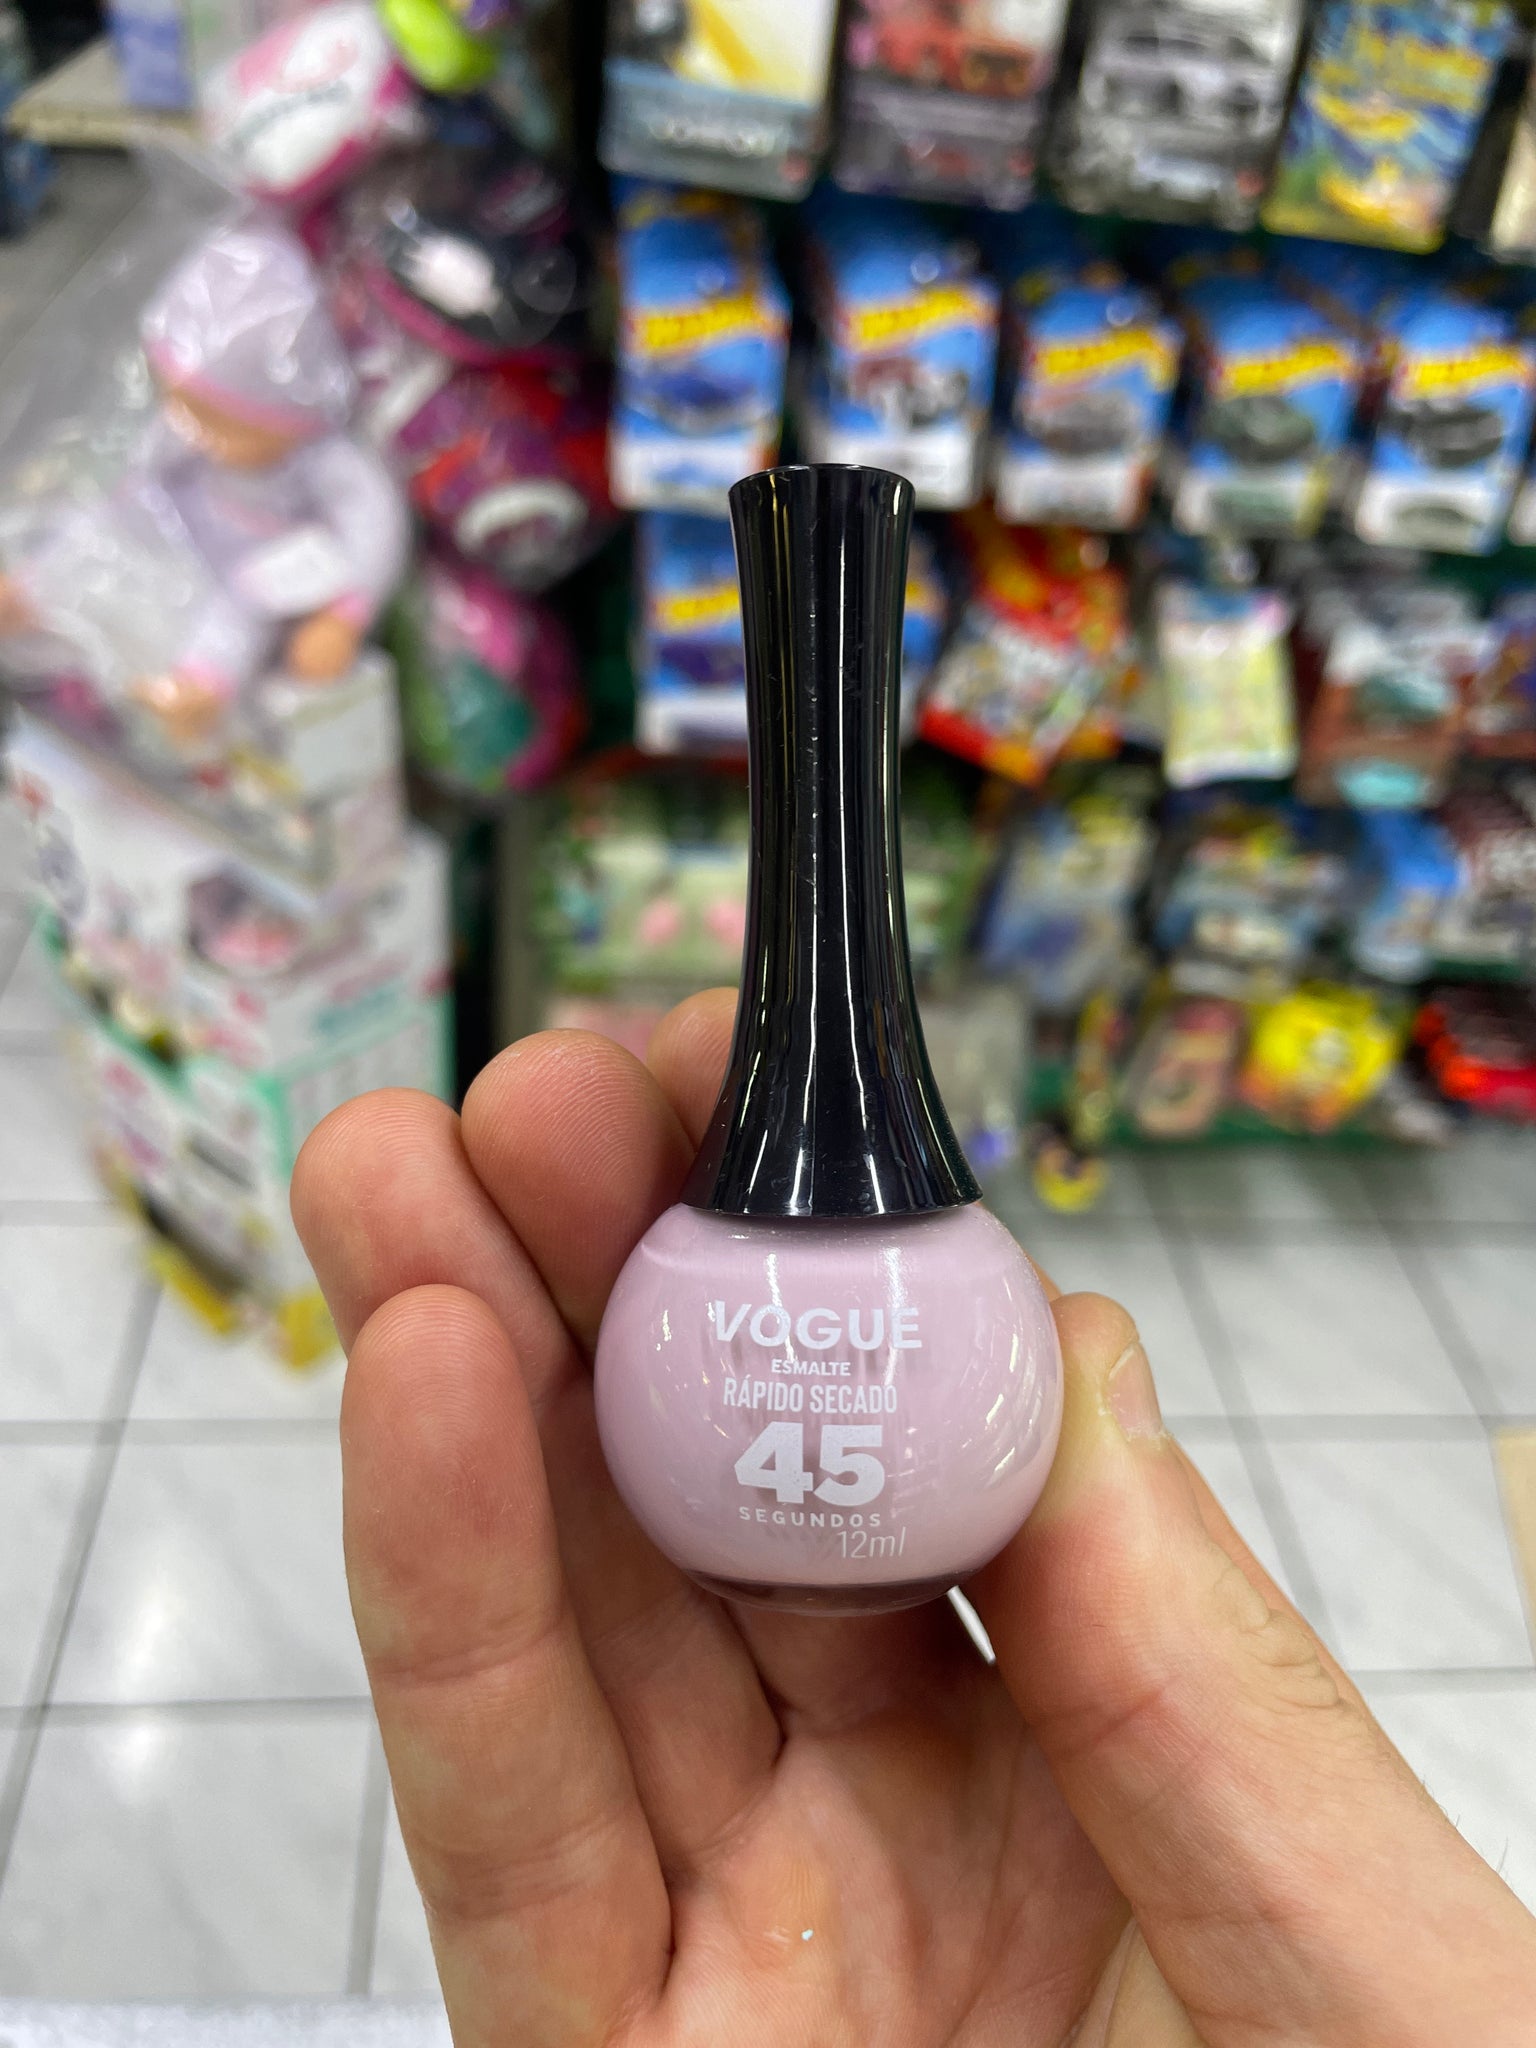 VOGUE
ESMALTE
RÁPIDO SECADO
45
SEGUNDOS
12ml